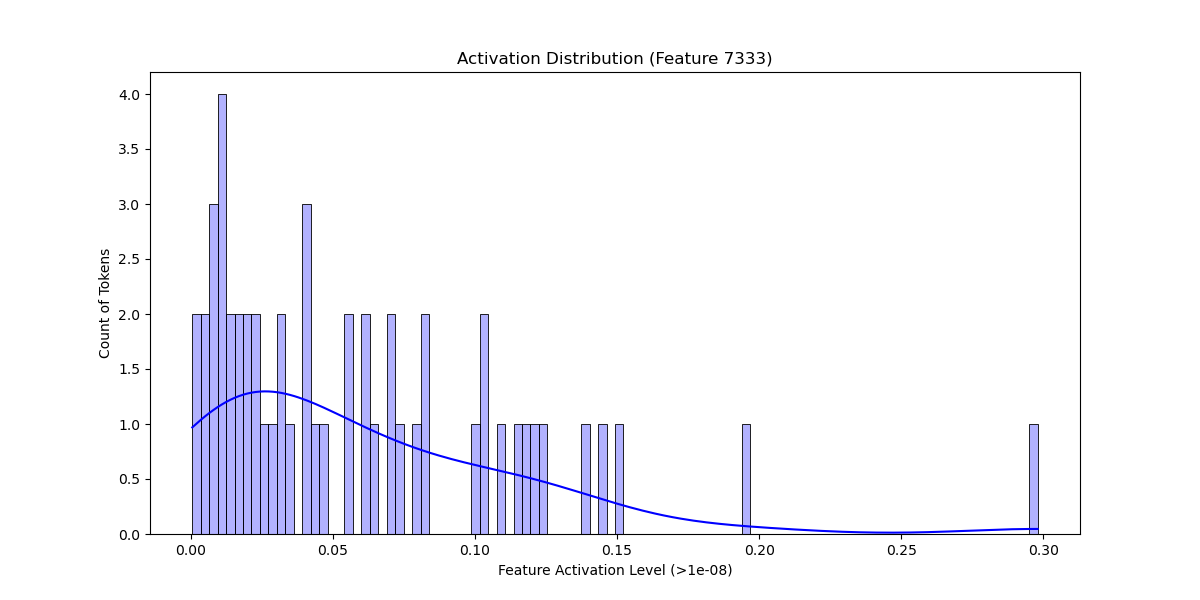 Activation Distribution (Feature 7333)
4.0
3.5
3.0
2.5
2.0
1.5
1.0
0.5
0.0
Count of Tokens
0.00 0.05 0.10 0.15 0.20 0.25 0.30
Feature Activation Level (>1e-08)